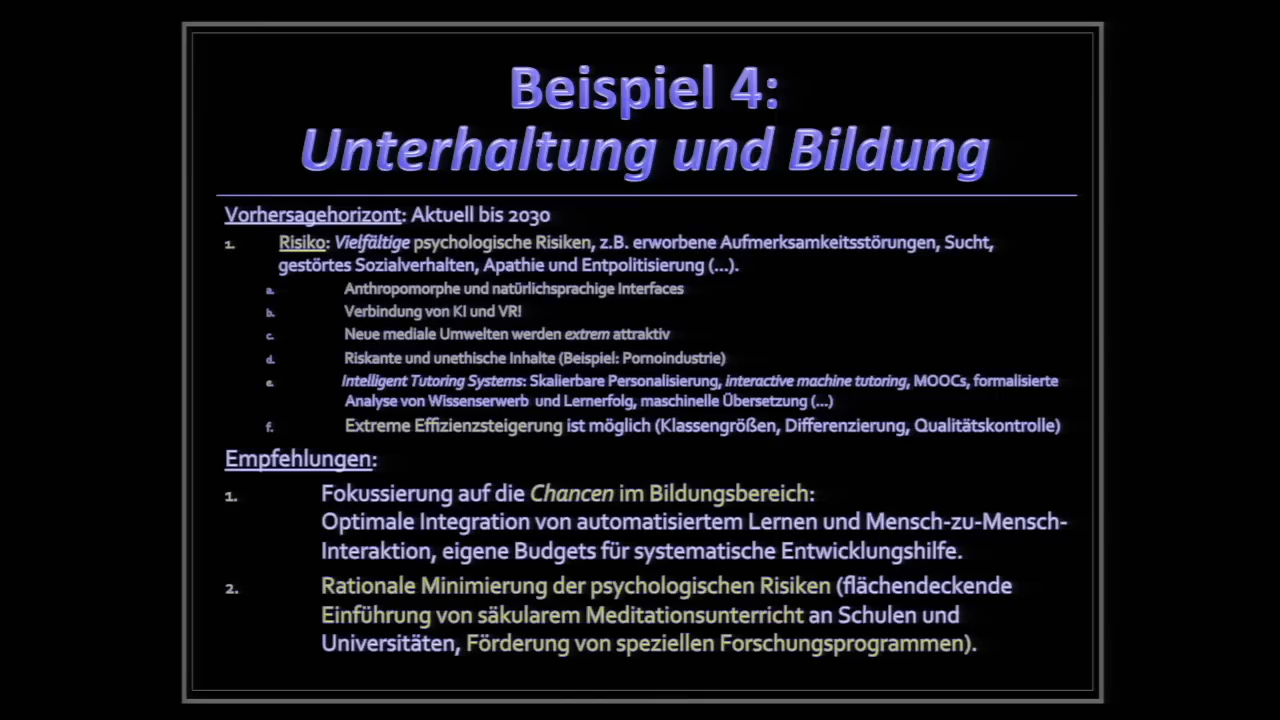 Beispiel 4:
Unterhaltung und Bildung
Vorhersagehorizont: Aktuell bis 2030
1. Risiko: Vielfältige psychologische Risiken, z.B. erworbene Aufmerksamkeitsstörungen, Sucht,
gestörtes Sozialverhalten, Apathie und Entpolitisierung (...).
a. Anthropomorphe und natürlichsprachige Interfaces
b. Verbindung von KI und VR!
c. Neue mediale Umwelten werden extrem attraktiv
d. Riskante und unethische Inhalte (Beispiel: Pornoindustrie)
e. Intelligent Tutoring Systems: Skalierbare Personalisierung, interactive machine tutoring, MOOCs, formalisierte
Analyse von Wissenserwerb und Lernerfolg, maschinelle Übersetzung (...)
f. Extreme Effizienzsteigerung ist möglich (Klassengrößen, Differenzierung, Qualitätskontrolle)
Empfehlungen:
1. Fokussierung auf die Chancen im Bildungsbereich:
Optimale Integration von automatisiertem Lernen und Mensch-zu-Mensch-
Interaktion, eigene Budgets für systematische Entwicklungshilfe.
2. Rationale Minimierung der psychologischen Risiken (flächendeckende
Einführung von säkularem Meditationsunterricht an Schulen und
Universitäten, Förderung von speziellen Forschungsprogrammen).